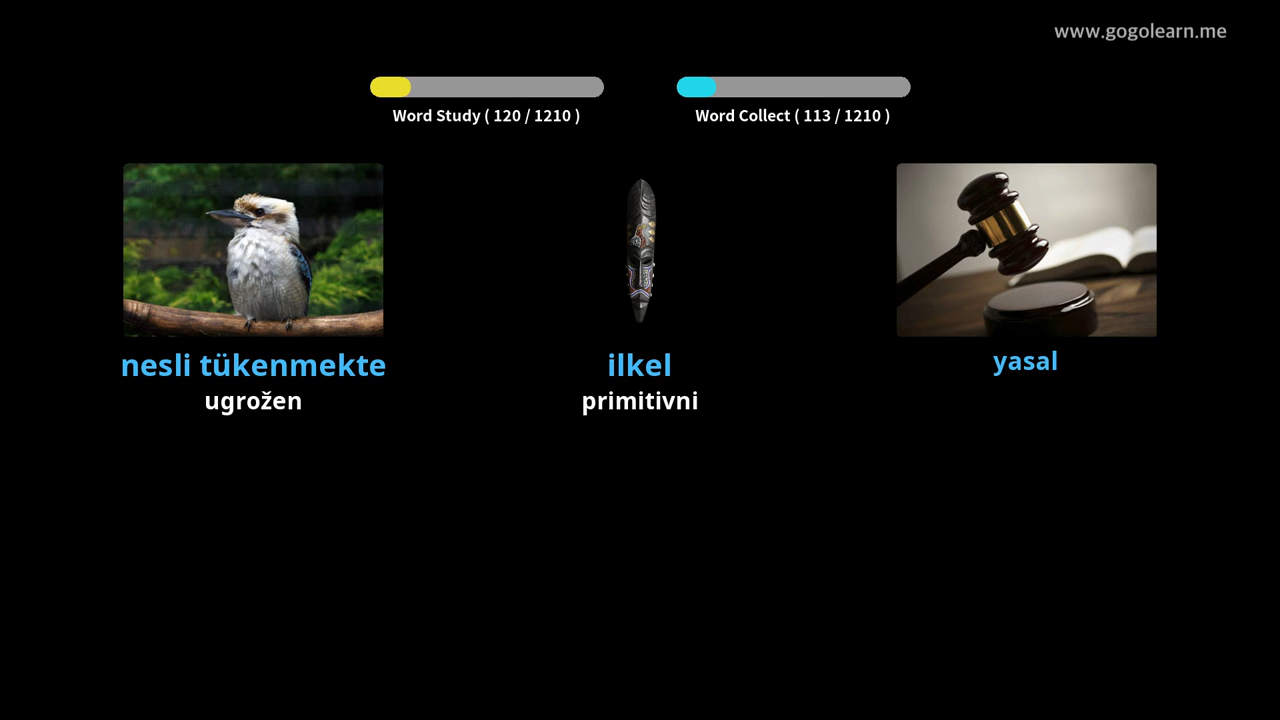 www.gogolearn.me
Word Study ( 120 / 1210 )
Word Collect ( 113 / 1210 )
nesli tükenmekte
ugrožen
ilkel
primitivni
yasal